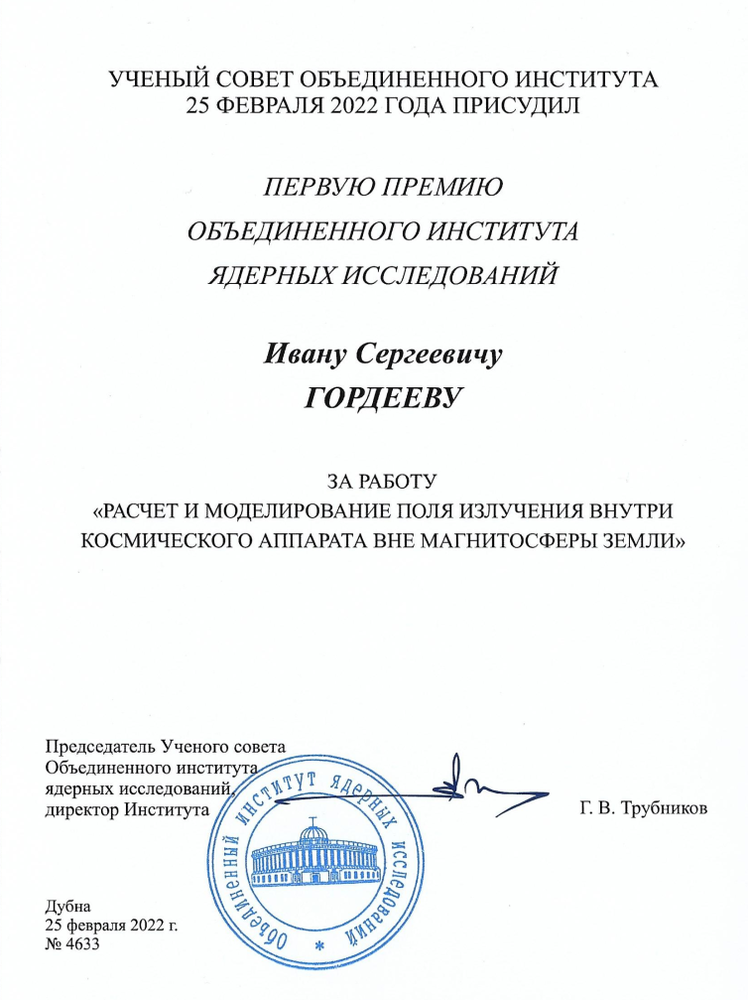 УЧЕНЫЙ СОВЕТ ОБЪЕДИНЕННОГО ИНСТИТУТА
25 ФЕВРАЛЯ 2022 ГОДА ПРИСУДИЛ
ПЕРВУЮ ПРЕМИЮ
ОБЪЕДИНЕННОГО ИНСТИТУТА
ЯДЕРНЫХ ИССЛЕДОВАНИЙ
Ивану Сергеевичу
ГОРДЕЕВУ
ЗА РАБОТУ
«РАСЧЕТ И МОДЕЛИРОВАНИЕ ПОЛЯ ИЗЛУЧЕНИЯ ВНУТРИ
КОСМИЧЕСКОГО АППАРАТА ВНЕ МАГНИТОСФЕРЫ ЗЕМЛИ»
Председатель Ученого совета
Объединенного института
ядерных исследований,
директор Института
Г. В. Трубников
Объединенный институт ядерных исследований *
Дубна
25 февраля 2022 г.
№ 4633